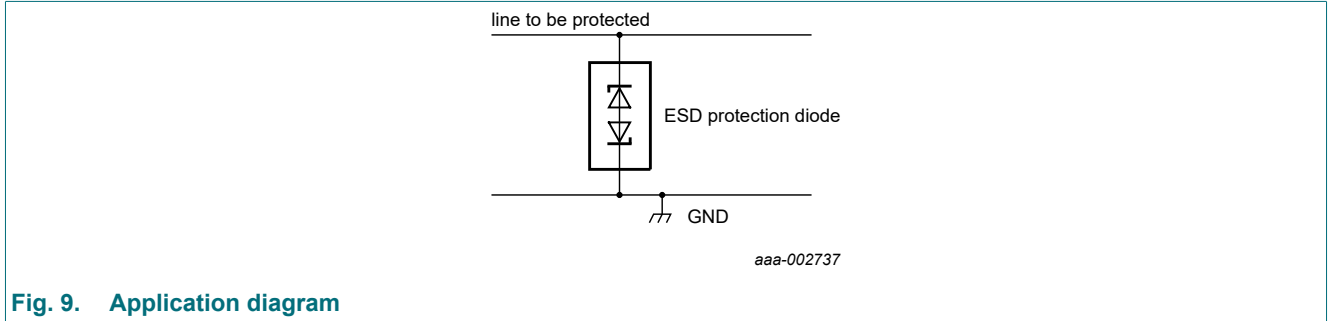 line to be protected
ESD protection diode
GND
aaa-002737
Fig. 9. Application diagram